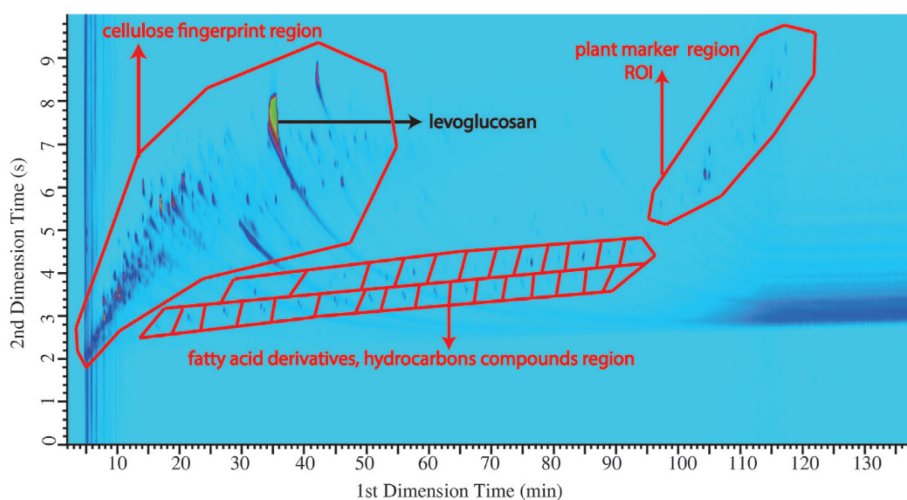 cellulose fingerprint region
plant marker region
ROI
levoglucosan
fatty acid derivatives, hydrocarbons compounds region
2nd Dimension Time (s)
9
8
7
6
5
4
3
2
1
0
10 20 30 40 50 60 70 80 90 100 110 120 130
1st Dimension Time (min)